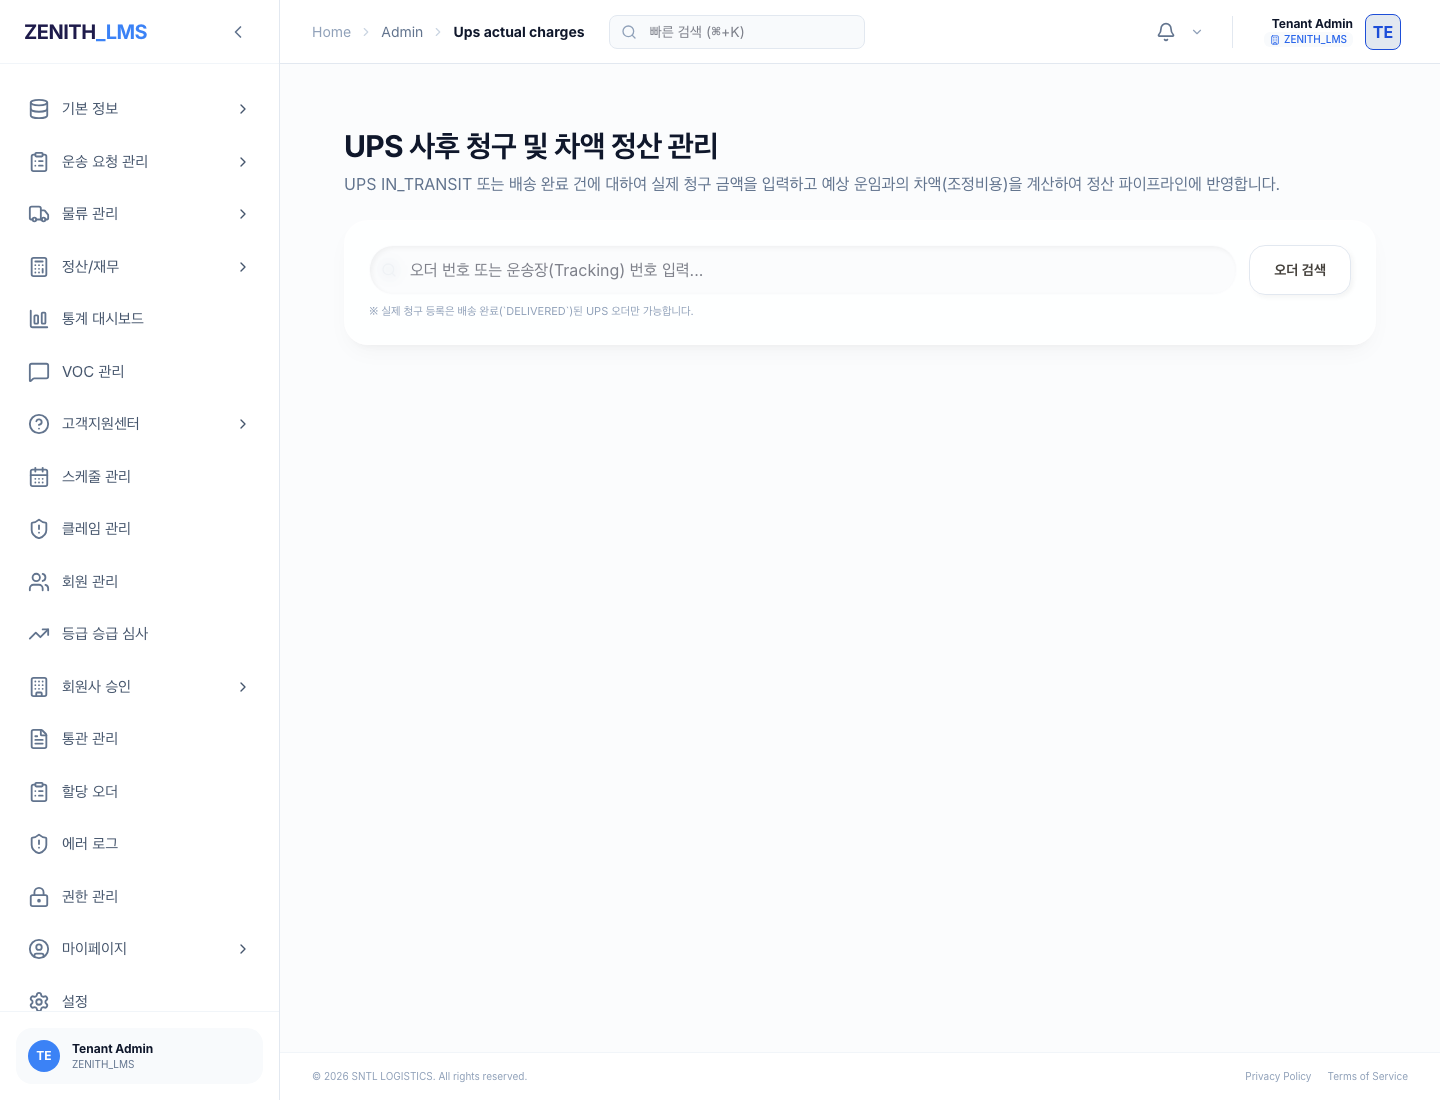 ZENITH_LMS
Home
Admin
Ups actual charges
빠른 검색 (⌘+K)
Tenant Admin
ZENITH_LMS
TE
기본 정보
운송 요청 관리
물류 관리
정산/재무
통계 대시보드
VOC 관리
고객지원센터
스케줄 관리
클레임 관리
회원 관리
등급 승급 심사
회원사 승인
통관 관리
할당 오더
에러 로그
권한 관리
마이페이지
설정
TE
Tenant Admin
ZENITH_LMS
UPS 사후 청구 및 차액 정산 관리
UPS IN_TRANSIT 또는 배송 완료 건에 대하여 실제 청구 금액을 입력하고 예상 운임과의 차액(조정비용)을 계산하여 정산 파이프라인에 반영합니다.
오더 번호 또는 운송장(Tracking) 번호 입력...
오더 검색
※ 실제 청구 등록은 배송 완료(`DELIVERED`)된 UPS 오더만 가능합니다.
© 2026 SNTL LOGISTICS. All rights reserved.
Privacy Policy
Terms of Service